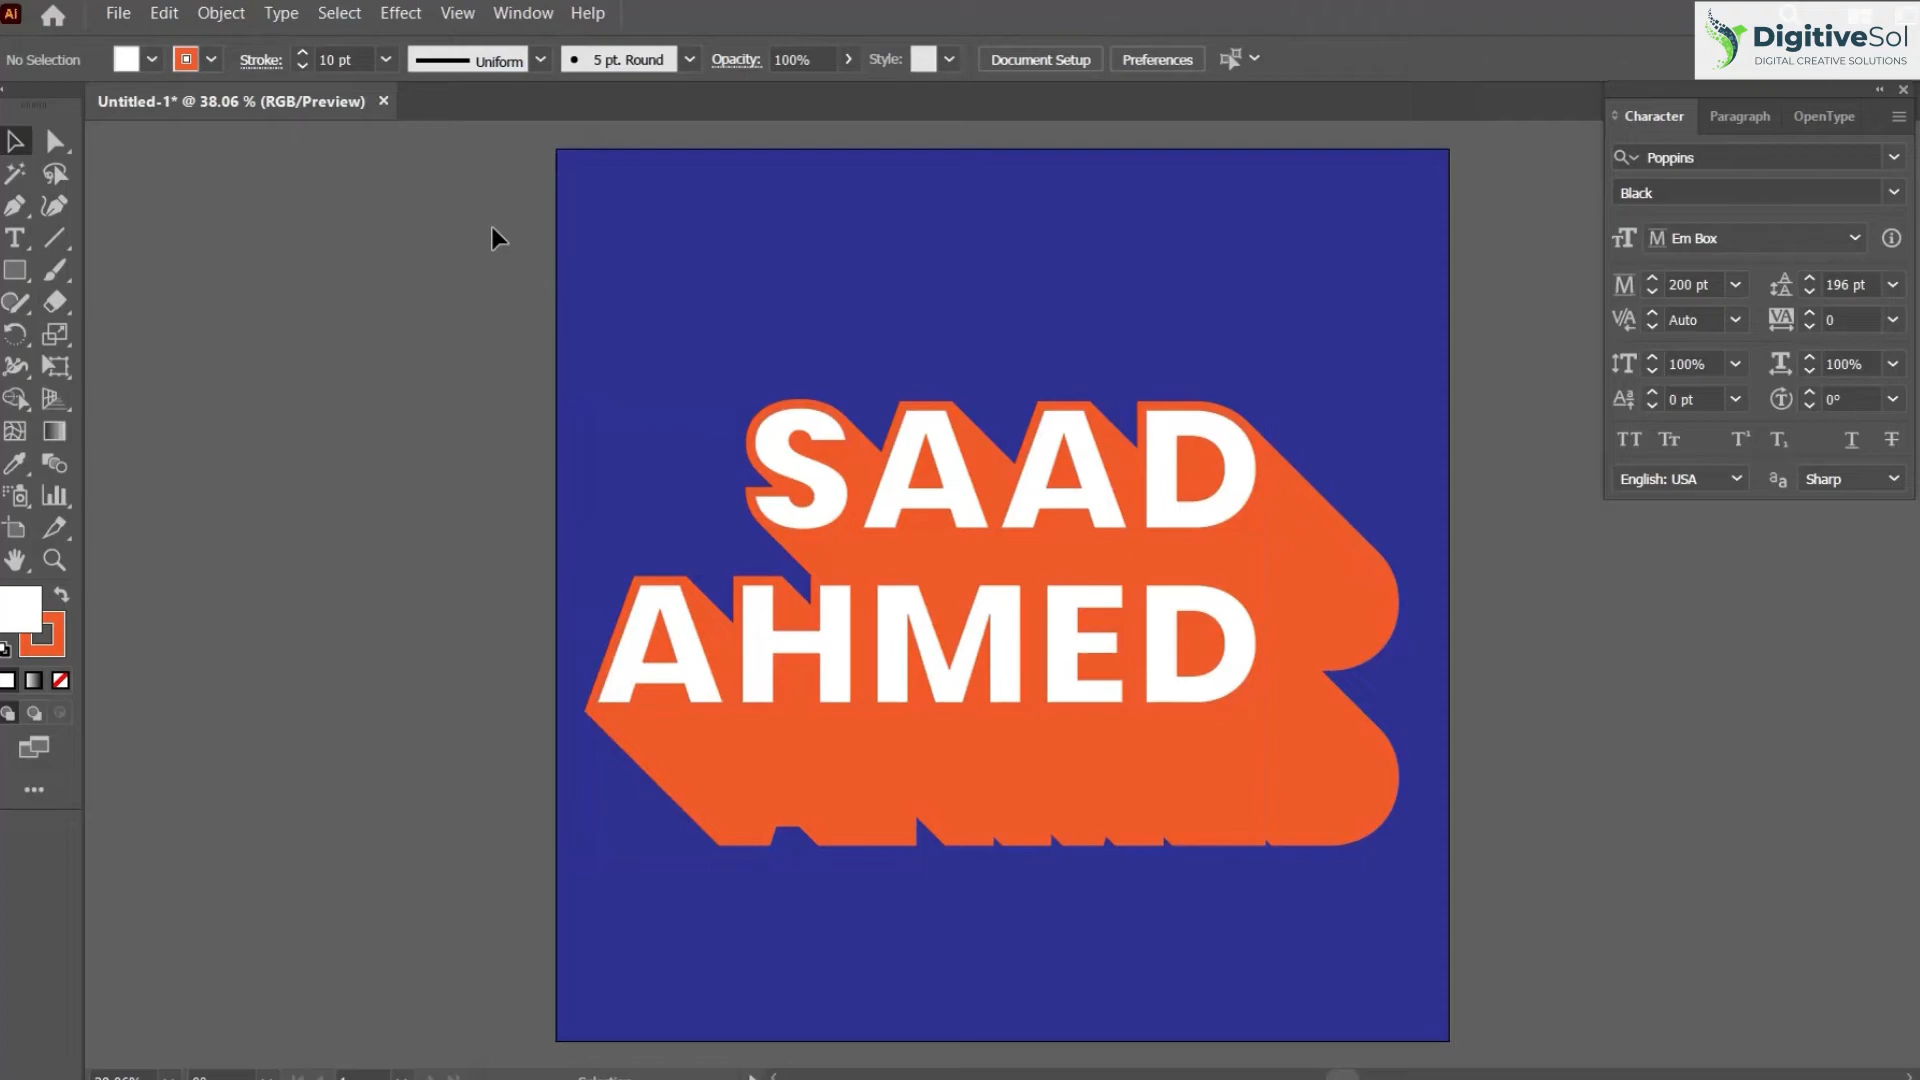 Ai
File Edit Object Type Select Effect View Window Help
DigitiveSol
DIGITAL CREATIVE SOLUTIONS
No Selection
Stroke: 10 pt Uniform 5 pt. Round Opacity: 100% Style: Document Setup Preferences
Untitled-1* @ 38.06 % (RGB/Preview)
Character Paragraph OpenType
Poppins
Black
Em Box
200 pt 196 pt
Auto 0
100% 100%
0 pt 0°
English: USA Sharp
SAAD
AHMED